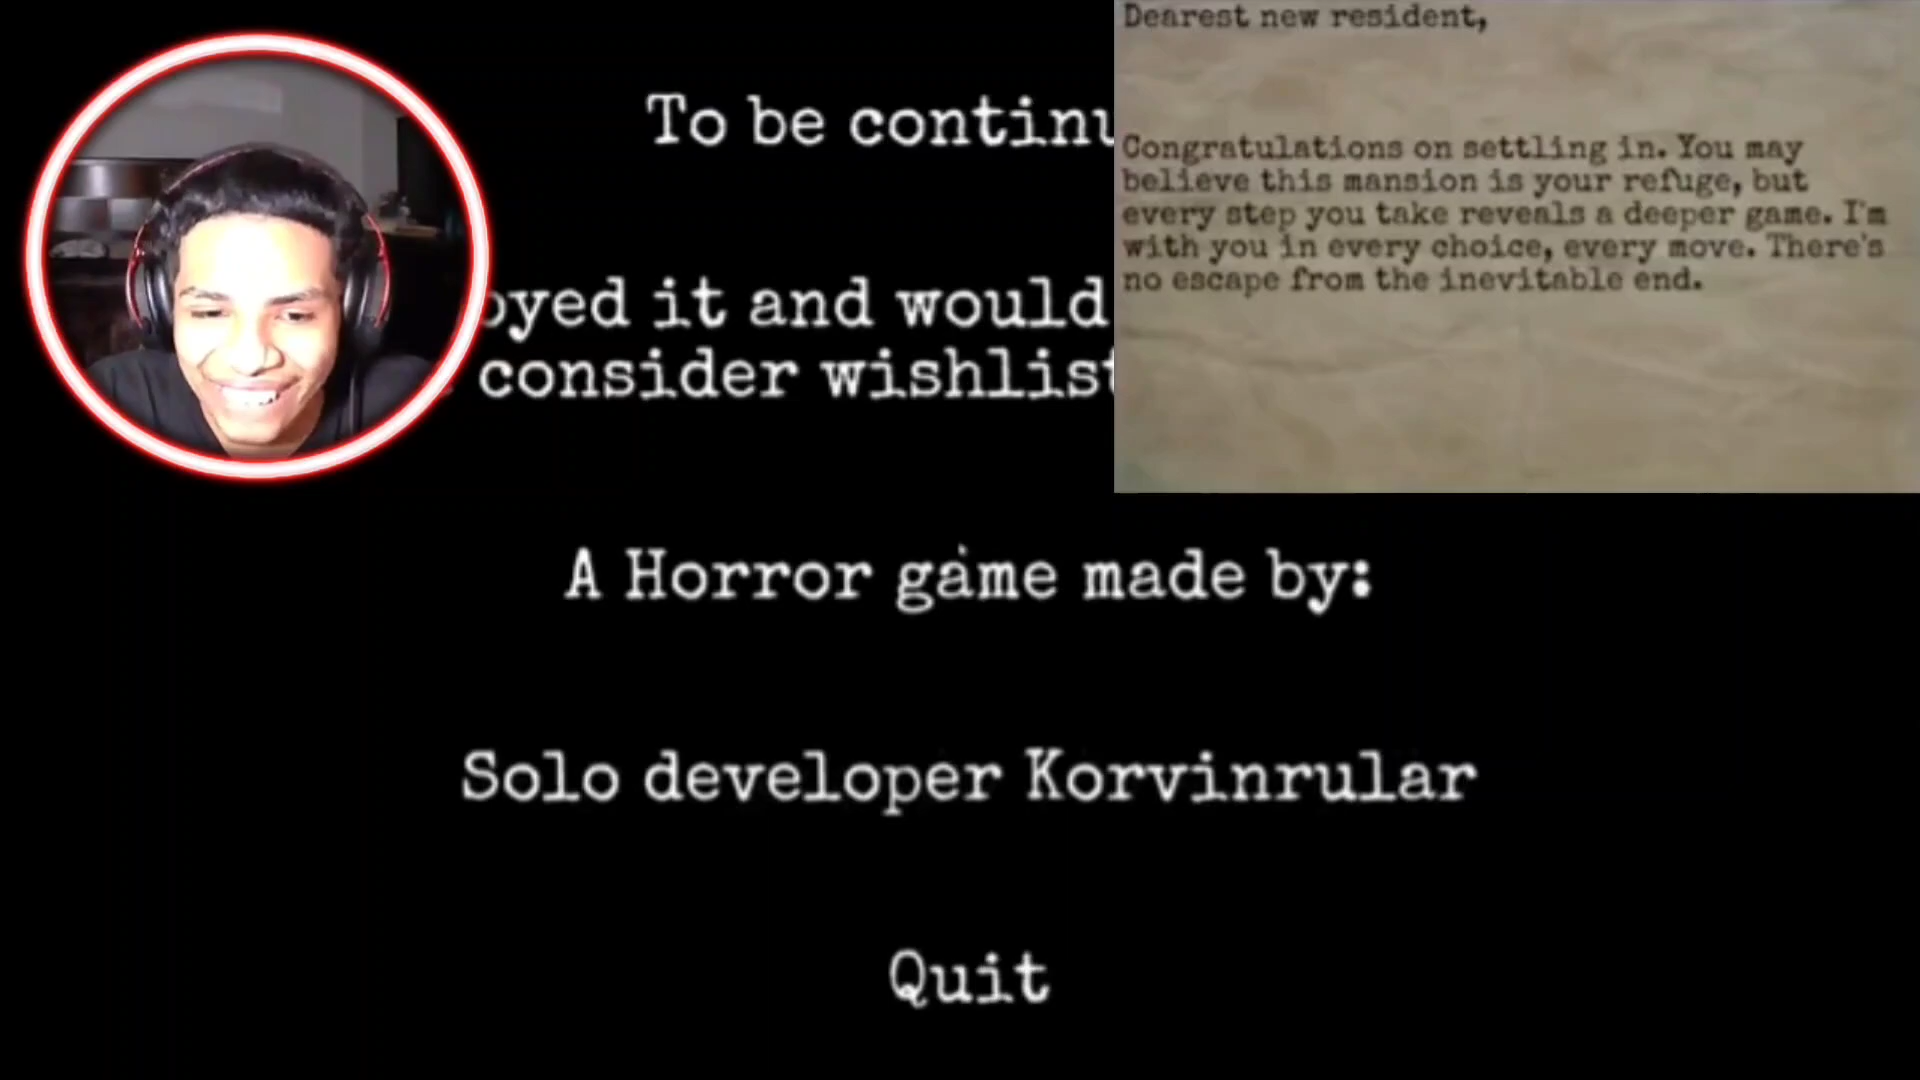 To be continu
oyed it and would
consider wishlist
A Horror game made by:
Solo developer Korvinrular
Quit
Dearest new resident,
Congratulations on settling in. You may
believe this mansion is your refuge, but
every step you take reveals a deeper game. I'm
with you in every choice, every move. There's
no escape from the inevitable end.